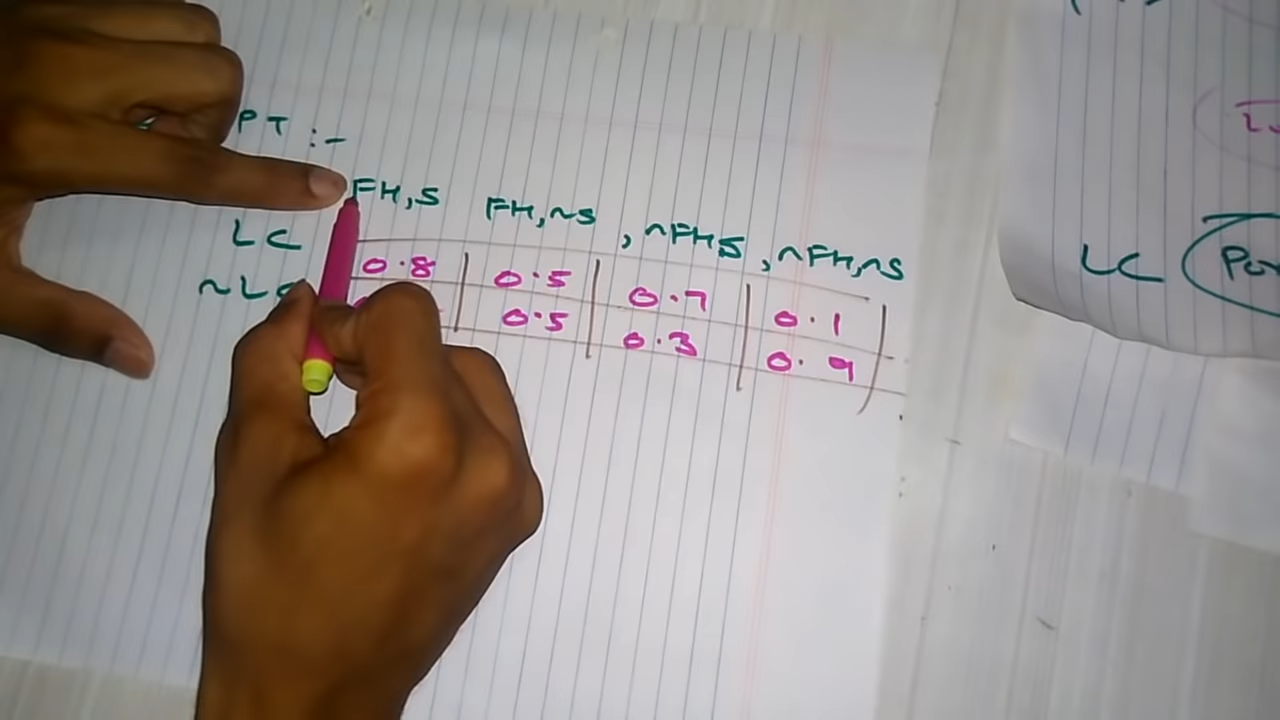 PT :-
FH,S FH,~S , ~FHS , ~FH,~S
LC 0.8 0.5 0.7 0.1
~LC 0.5 0.3 0.9
LC